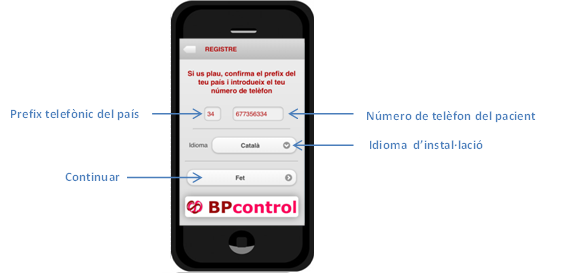 REGISTRE
Si us plau, confirma el prefix del
teu país i introdueix el teu
número de telèfon
Prefix telefònic del país
34
677356334
Número de telèfon del pacient
Idioma
Català
Idioma d'instal·lació
Continuar
Fet
BPcontrol